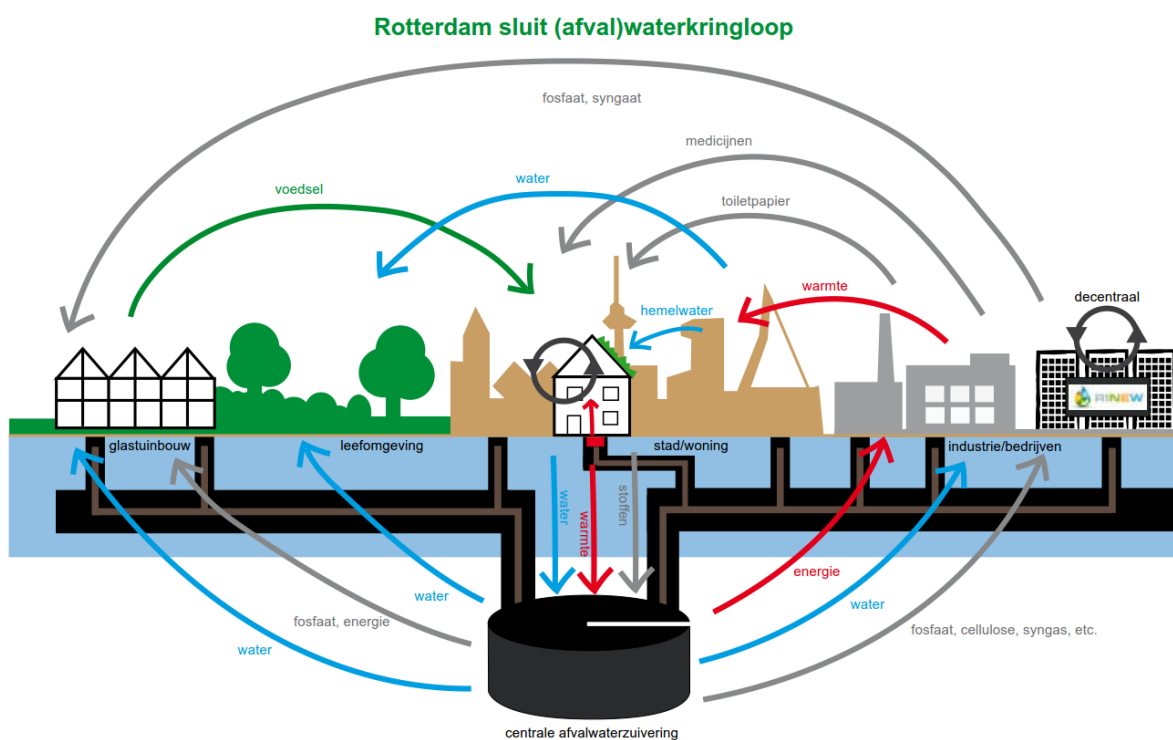 Rotterdam sluit (afval)waterkringloop
fosfaat, syngaat
medicijnen
water
voedsel
toiletpapier
warmte
decentraal
hemelwater
RINEW
glastuinbouw
leefomgeving
stad/woning
industrie/bedrijven
water
warmte
stoffen
energie
water
water
fosfaat, energie
fosfaat, cellulose, syngas, etc.
water
centrale afvalwaterzuivering